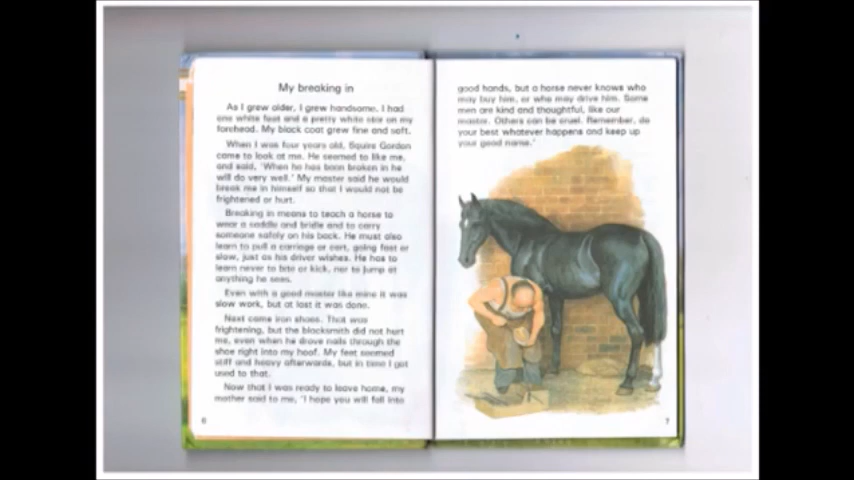 My breaking in
As I grew older, I grew handsome. I had
one white foot and a pretty white star on my
forehead. My black coat grew fine and soft.
When I was four years old, Squire Gordon
came to look at me. He seemed to like me,
and said, 'When he has been broken in he
will do very well.' My master said he would
break me in himself so that I would not be
frightened or hurt.
Breaking in means to teach a horse to
wear a saddle and bridle and to carry
someone safely on his back. He must also
learn to pull a carriage or cart, going fast or
slow, just as his driver wishes. He has to
learn never to bite or kick, nor to jump at
anything he sees.
Even with a good master like mine it was
slow work, but at last it was done.
Next came iron shoes. That was
frightening, but the blacksmith did not hurt
me, even when he drove nails through the
shoe right into my hoof. My feet seemed
stiff and heavy afterwards, but in time I got
used to that.
Now that I was ready to leave home, my
mother said to me, 'I hope you will fall into
6
good hands, but a horse never knows who
may buy him, or who may drive him. Some
men are kind and thoughtful, like our
master. Others can be cruel. Remember, do
your best whatever happens and keep up
your good name.'
7